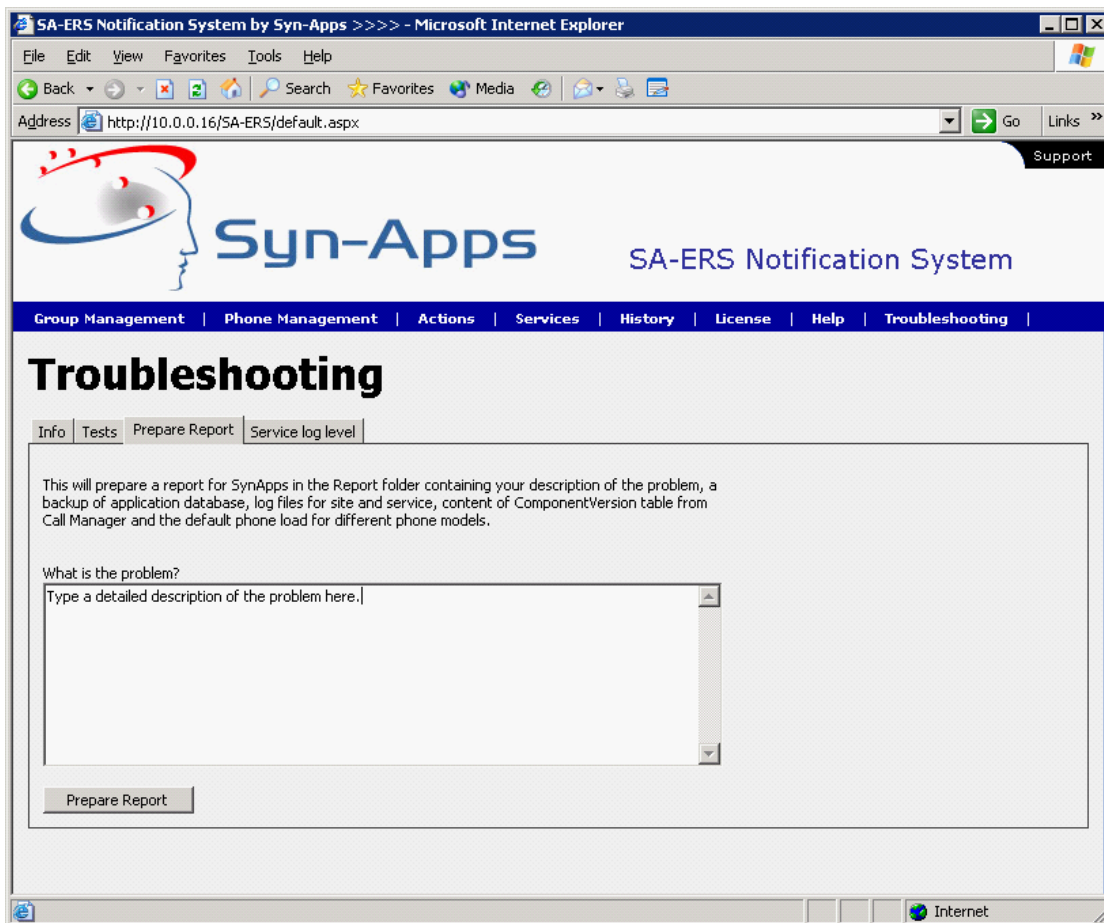 SA-ERS Notification System by Syn-Apps >>>> - Microsoft Internet Explorer
File Edit View Favorites Tools Help
Back Search Favorites Media
Address http://10.0.0.16/SA-ERS/default.aspx Go Links »
Support
Syn-Apps
SA-ERS Notification System
Group Management | Phone Management | Actions | Services | History | License | Help | Troubleshooting |
Troubleshooting
Info Tests Prepare Report Service log level
This will prepare a report for SynApps in the Report folder containing your description of the problem, a
backup of application database, log files for site and service, content of ComponentVersion table from
Call Manager and the default phone load for different phone models.
What is the problem?
Type a detailed description of the problem here.
Prepare Report
Internet